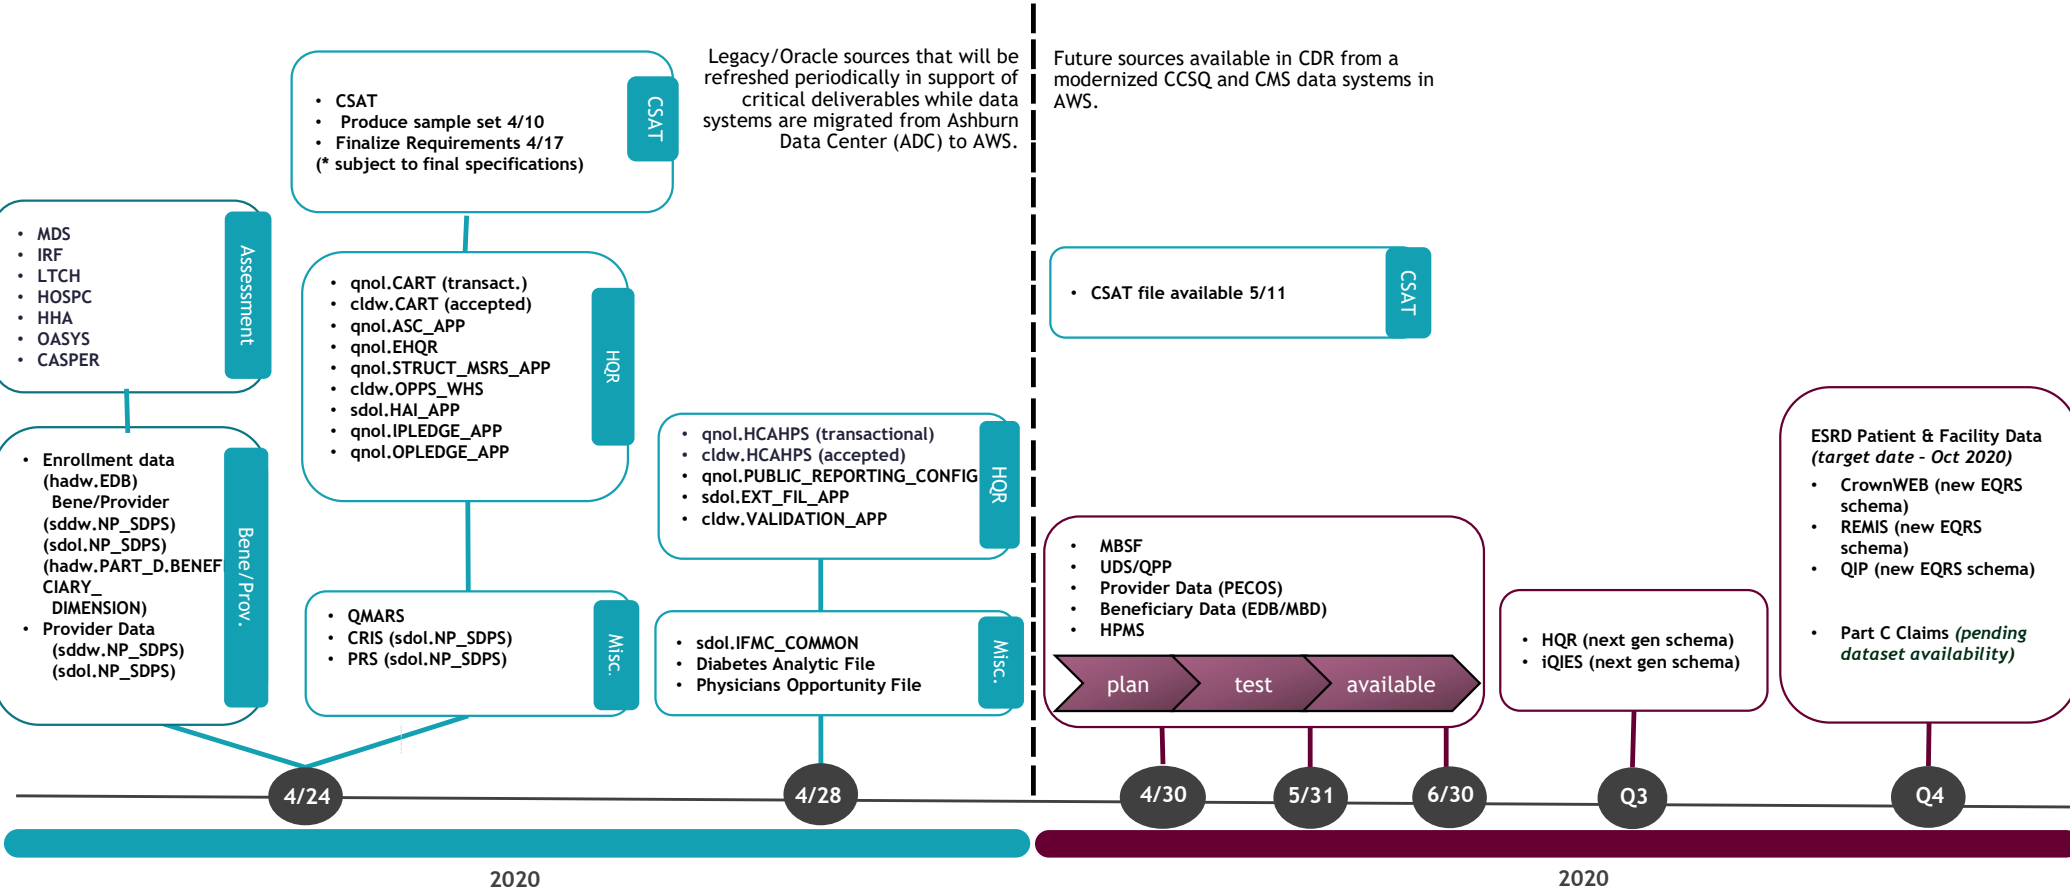 Legacy/Oracle sources that will be
refreshed periodically in support of
critical deliverables while data
systems are migrated from Ashburn
Data Center (ADC) to AWS.
Future sources available in CDR from a
modernized CCSQ and CMS data systems in
AWS.
• CSAT
• Produce sample set 4/10
• Finalize Requirements 4/17
(* subject to final specifications)
CSAT
• MDS
• IRF
• LTCH
• HOSPC
• HHA
• OASYS
• CASPER
Assessment
• qnol.CART (transact.)
• cldw.CART (accepted)
• qnol.ASC_APP
• qnol.EHQR
• qnol.STRUCT_MSRS_APP
• cldw.OPPS_WHS
• sdol.HAI_APP
• qnol.IPLEDGE_APP
• qnol.OPLEDGE_APP
HQR
• CSAT file available 5/11
CSAT
• Enrollment data
(hadw.EDB)
Bene/Provider
(sddw.NP_SDPS)
(sdol.NP_SDPS)
(hadw.PART_D.BENEFI
CIARY_
DIMENSION)
• Provider Data
(sddw.NP_SDPS)
(sdol.NP_SDPS)
Bene/Prov.
• qnol.HCAHPS (transactional)
• cldw.HCAHPS (accepted)
• qnol.PUBLIC_REPORTING_CONFIG
• sdol.EXT_FIL_APP
• cldw.VALIDATION_APP
HQR
• QMARS
• CRIS (sdol.NP_SDPS)
• PRS (sdol.NP_SDPS)
Misc.
• sdol.IFMC_COMMON
• Diabetes Analytic File
• Physicians Opportunity File
Misc.
• MBSF
• UDS/QPP
• Provider Data (PECOS)
• Beneficiary Data (EDB/MBD)
• HPMS
plan
test
available
• HQR (next gen schema)
• iQIES (next gen schema)
ESRD Patient & Facility Data
(target date - Oct 2020)
• CrownWEB (new EQRS
schema)
• REMIS (new EQRS
schema)
• QIP (new EQRS schema)
• Part C Claims (pending
dataset availability)
4/24
4/28
4/30
5/31
6/30
Q3
Q4
2020
2020